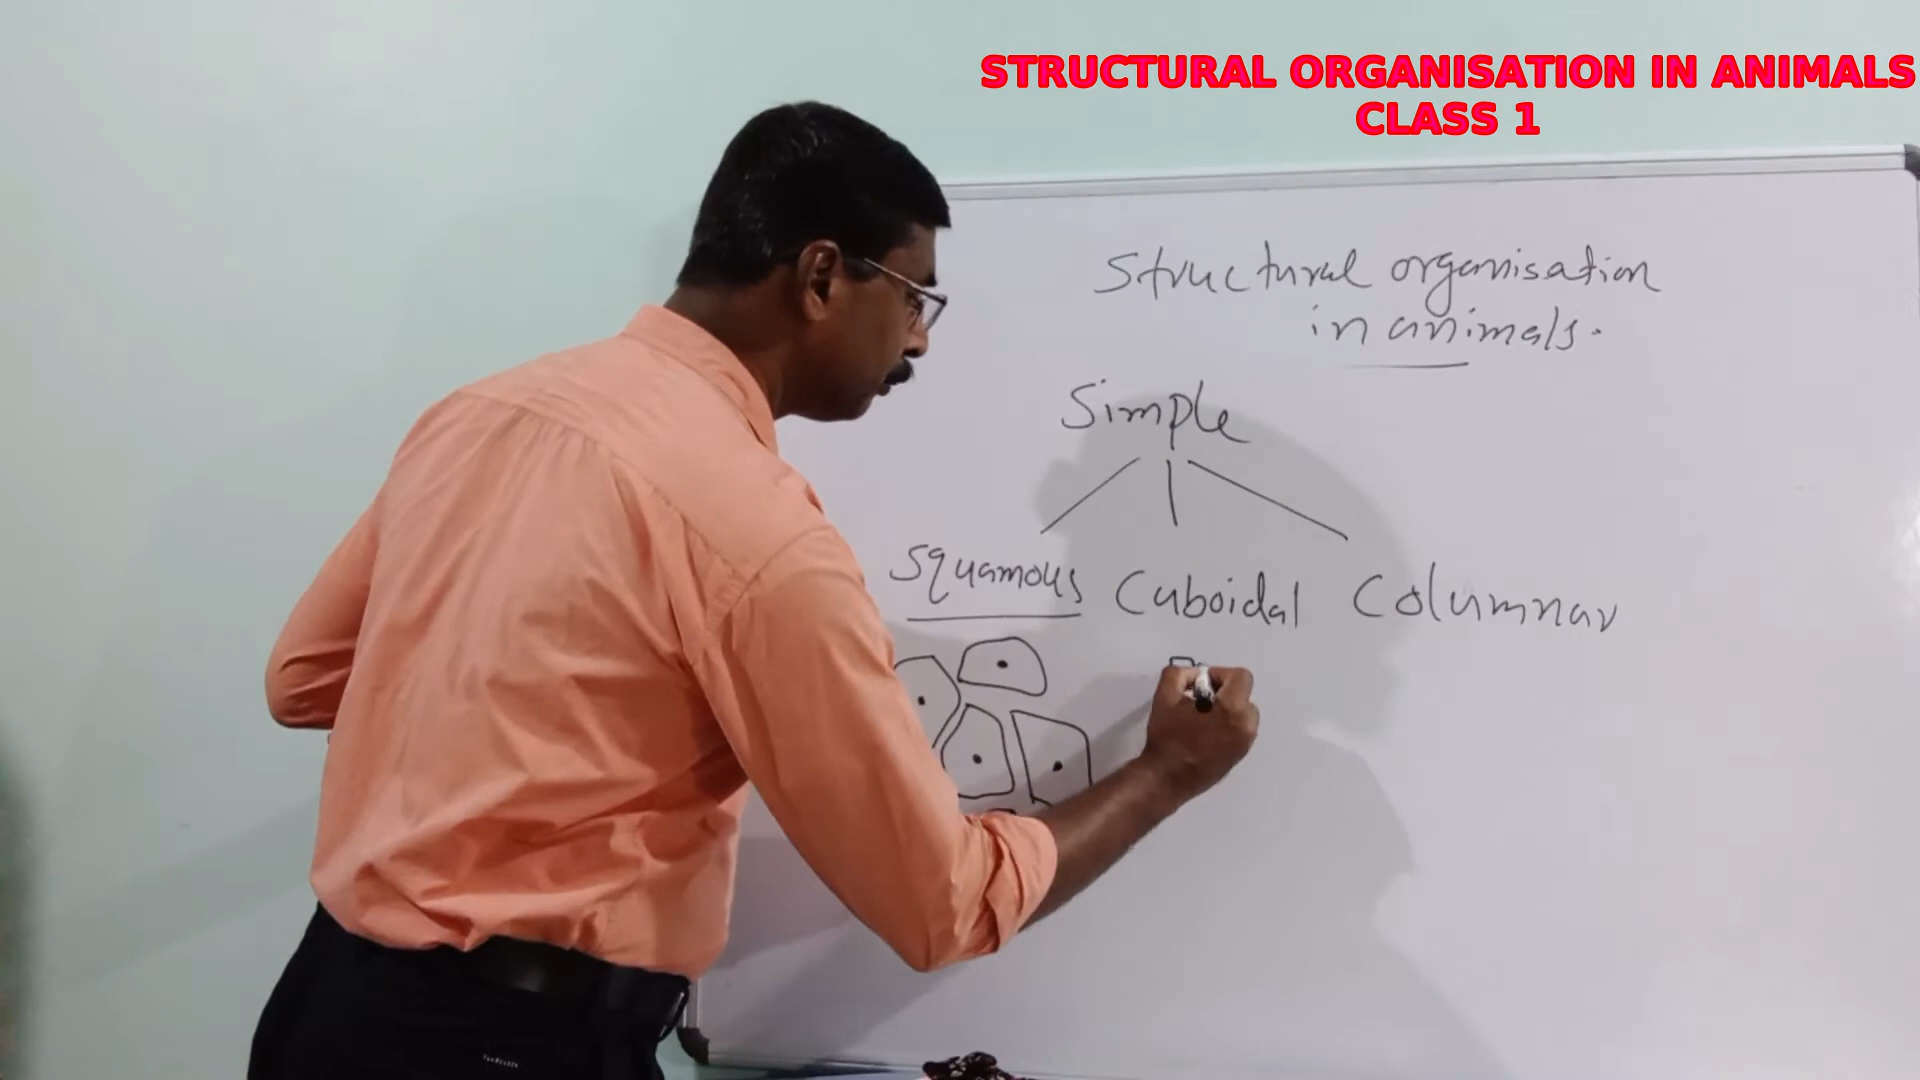 STRUCTURAL ORGANISATION IN ANIMALS
CLASS 1
Structural organisation
in animals.
Simple
Squamous Cuboidal Columnar